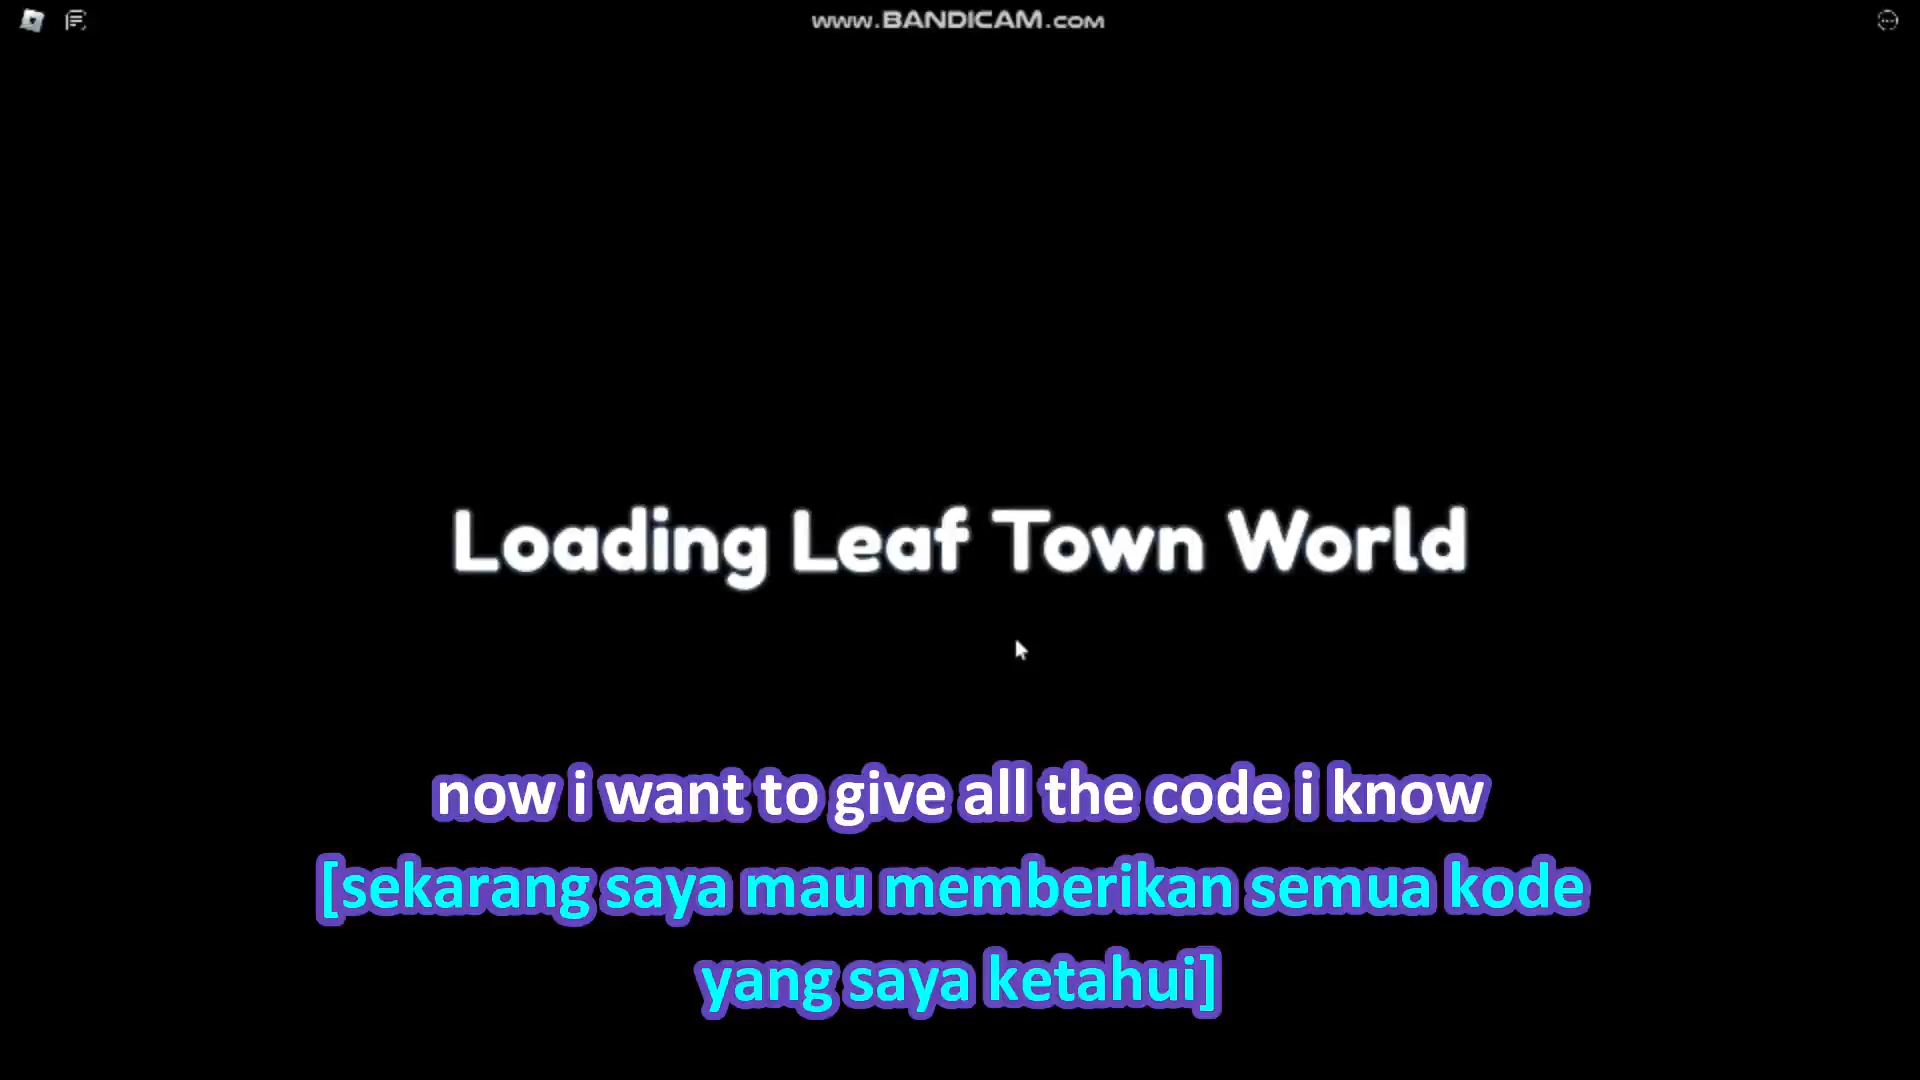 www.BANDICAM.com
Loading Leaf Town World
now i want to give all the code i know
[sekarang saya mau memberikan semua kode
yang saya ketahui]